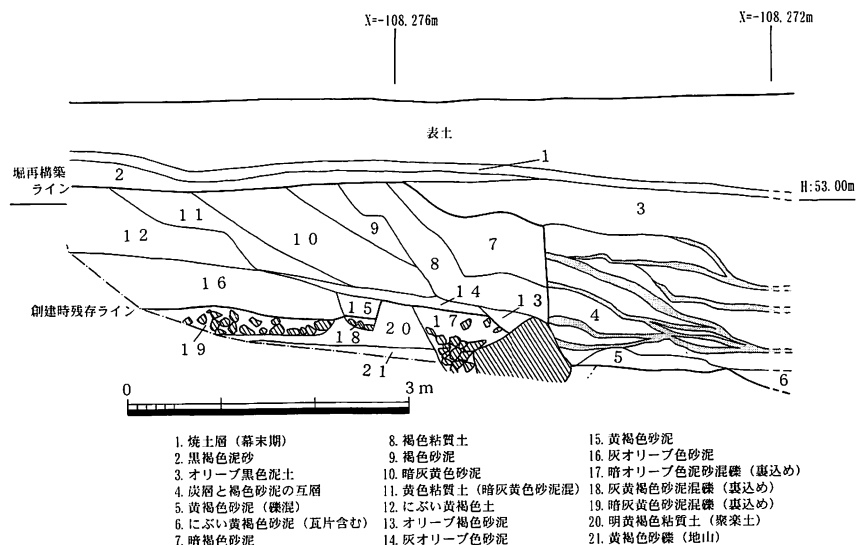 X=-108.276m
X=-108.272m
表土
1
堀再構築
ライン
2
H:53.00m
3
11
9
12
10
7
8
16
14
13
創建時残存ライン
15
4
17
20
18
19
5
21
6
0
3m
1. 焼土層（幕末期）
2. 黒褐色泥砂
3. オリーブ黒色泥土
4. 炭層と褐色砂泥の互層
5. 黄褐色砂泥（礫混）
6. にぶい黄褐色砂泥（瓦片含む）
7. 暗褐色砂泥
8. 褐色粘質土
9. 褐色砂泥
10. 暗灰黄色砂泥
11. 黄色粘質土（暗灰黄色砂泥混）
12. にぶい黄褐色土
13. オリーブ褐色砂泥
14. 灰オリーブ色砂泥
15. 黄褐色砂泥
16. 灰オリーブ色砂泥
17. 暗オリーブ色泥砂混礫（裏込め）
18. 灰黄褐色砂泥混礫（裏込め）
19. 暗灰黄色砂泥混礫（裏込め）
20. 明黄褐色粘質土（聚楽土）
21. 黄褐色砂礫（地山）